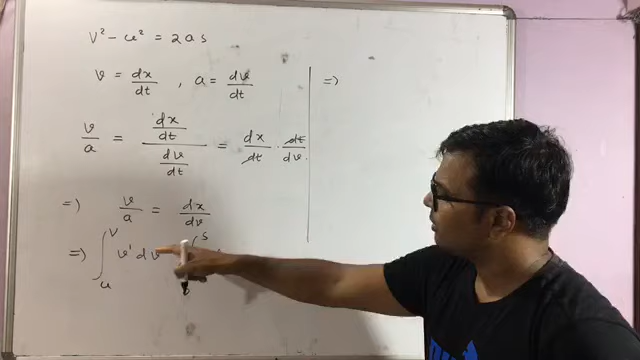 v² - u² = 2as
v = dx/dt , a = dv/dt
v/a = (dx/dt)/(dv/dt) = dx/dt · dt/dv
=> v/a = dx/dv
=> ∫ᵤᵛ v¹ dv ∫ s
=>